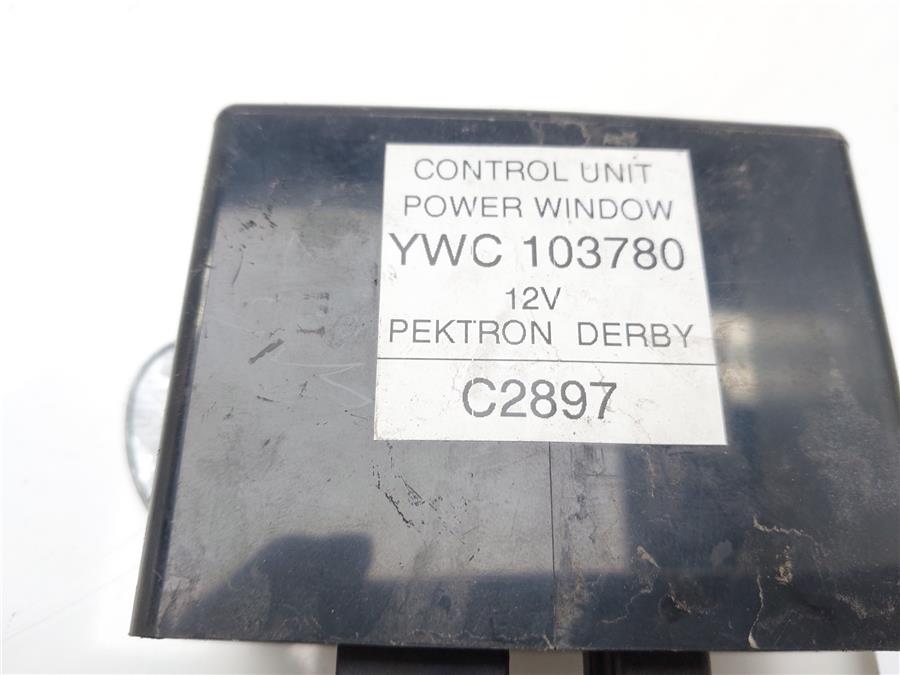 CONTROL UNIT
POWER WINDOW
YWC 103780
12V
PEKTRON DERBY
C2897